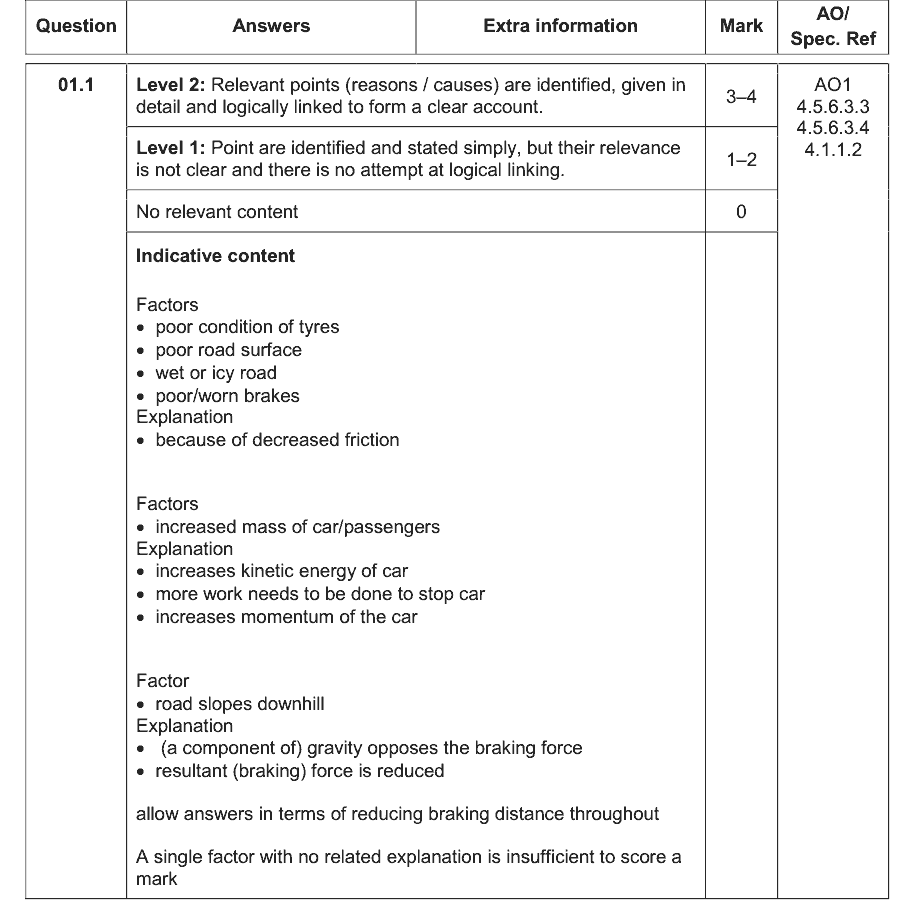 Question Answers Extra information Mark AO/
Spec. Ref
01.1 Level 2: Relevant points (reasons / causes) are identified, given in
detail and logically linked to form a clear account.
3–4
AO1
4.5.6.3.3
4.5.6.3.4
4.1.1.2
Level 1: Point are identified and stated simply, but their relevance
is not clear and there is no attempt at logical linking.
1–2
No relevant content 0
Indicative content
Factors
• poor condition of tyres
• poor road surface
• wet or icy road
• poor/worn brakes
Explanation
• because of decreased friction
Factors
• increased mass of car/passengers
Explanation
• increases kinetic energy of car
• more work needs to be done to stop car
• increases momentum of the car
Factor
• road slopes downhill
Explanation
• (a component of) gravity opposes the braking force
• resultant (braking) force is reduced
allow answers in terms of reducing braking distance throughout
A single factor with no related explanation is insufficient to score a
mark